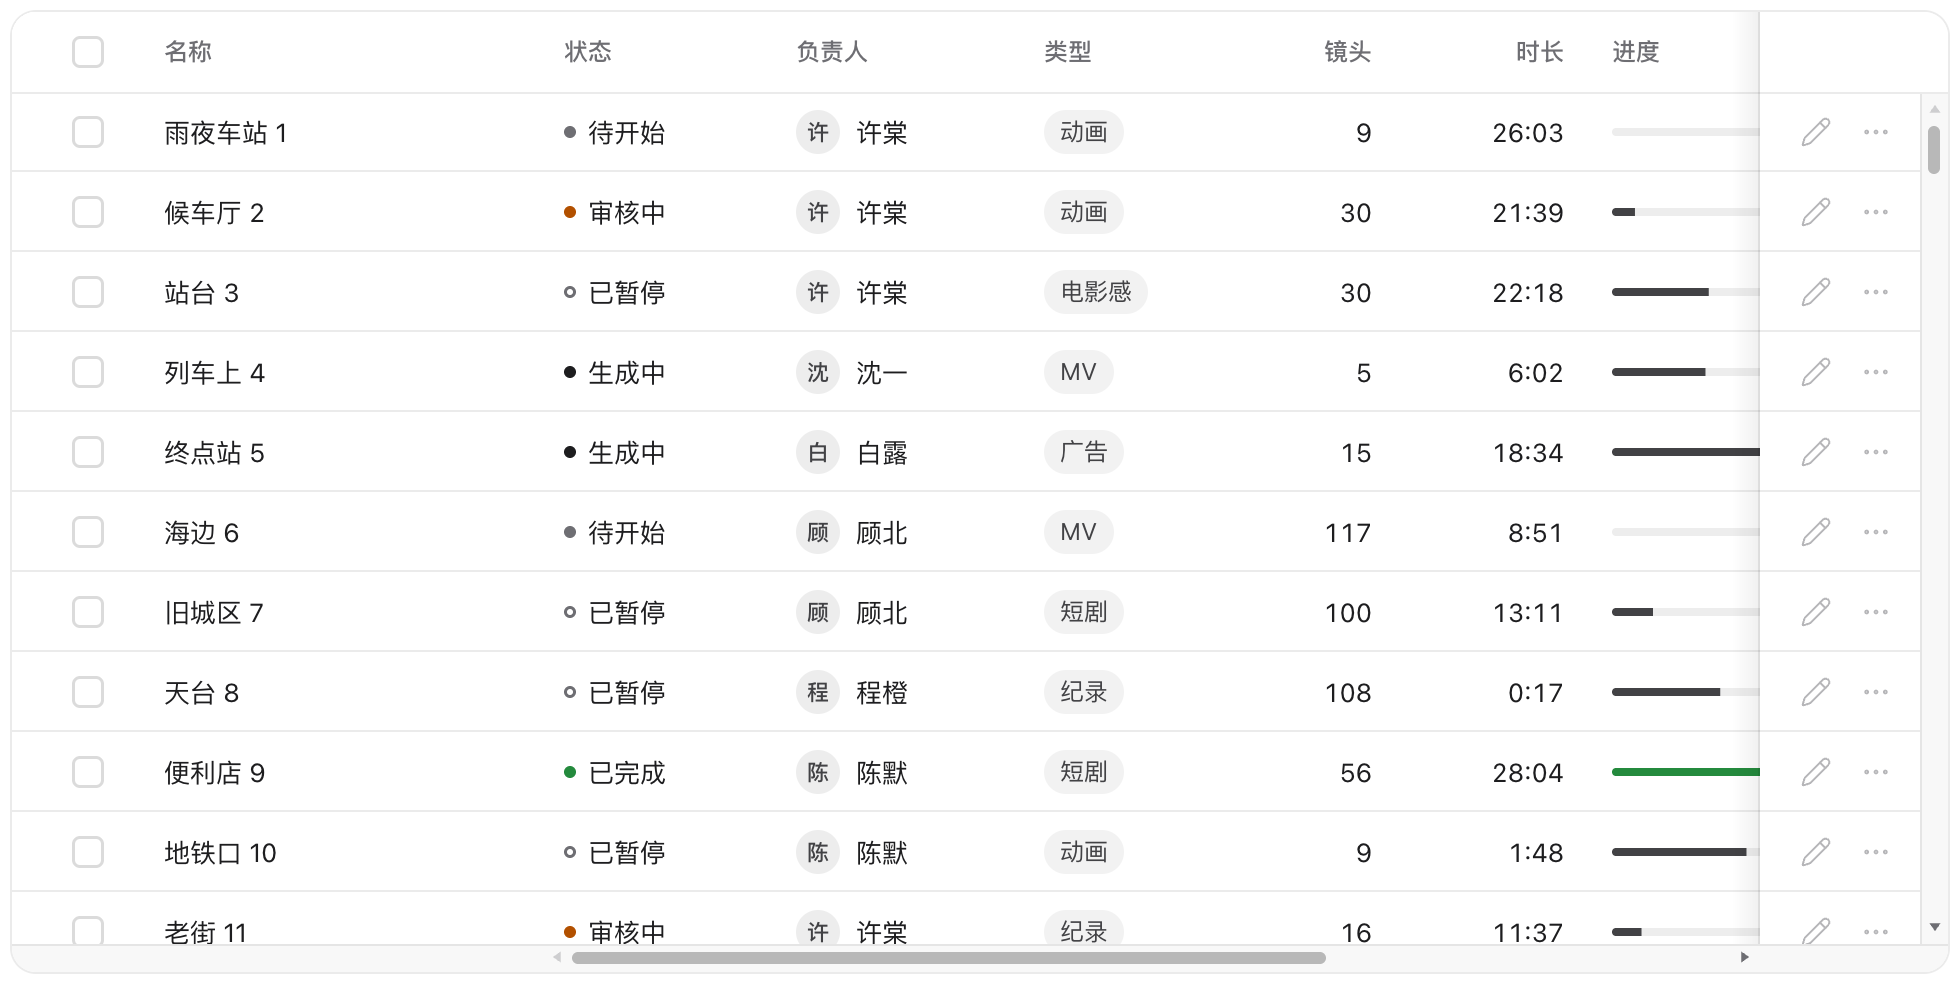 名称 状态 负责人 类型 镜头 时长 进度
雨夜车站 1 待开始 许 许棠 动画 9 26:03
候车厅 2 审核中 许 许棠 动画 30 21:39
站台 3 已暂停 许 许棠 电影感 30 22:18
列车上 4 生成中 沈 沈一 MV 5 6:02
终点站 5 生成中 白 白露 广告 15 18:34
海边 6 待开始 顾 顾北 MV 117 8:51
旧城区 7 已暂停 顾 顾北 短剧 100 13:11
天台 8 已暂停 程 程橙 纪录 108 0:17
便利店 9 已完成 陈 陈默 短剧 56 28:04
地铁口 10 已暂停 陈 陈默 动画 9 1:48
老街 11 审核中 许 许棠 纪录 16 11:37